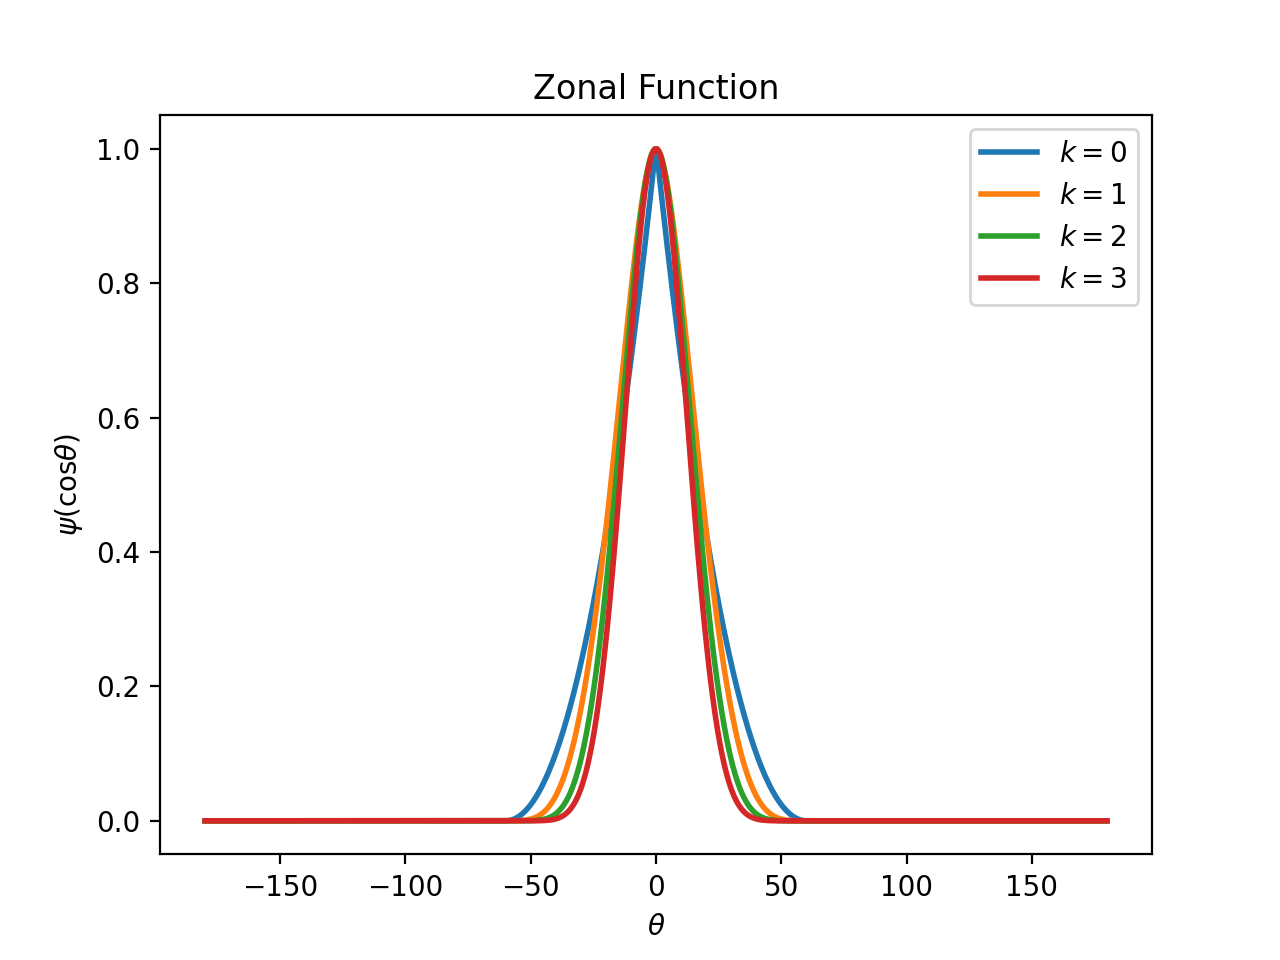 Zonal Function
1.0
0.8
0.6
0.4
0.2
0.0
ψ(cosθ)
−150
−100
−50
0
50
100
150
θ
k = 0
k = 1
k = 2
k = 3